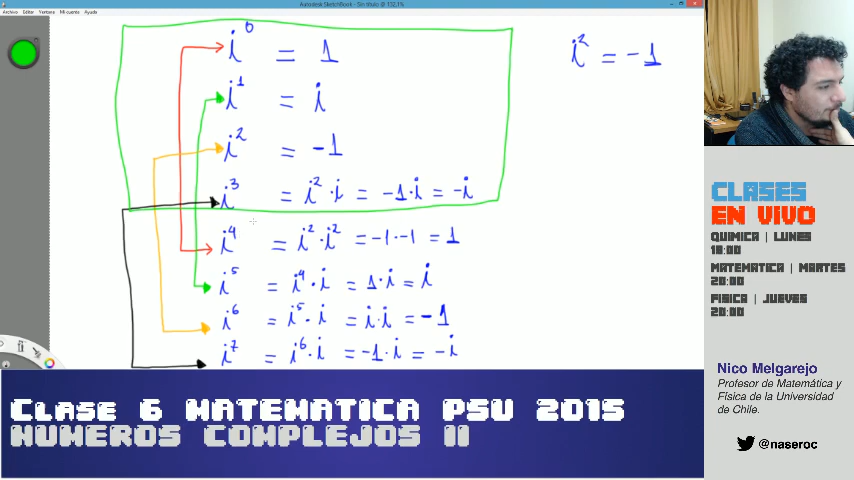 Autodesk SketchBook - Sin título @ 132,1%
Archivo Editar Ventana Mi cuenta Ayuda
i⁰ = 1
i² = -1
i¹ = i
i² = -1
i³ = i²·i = -1·i = -i
i⁴ = i²·i² = -1·-1 = 1
i⁵ = i⁴·i = 1·i = i
i⁶ = i⁵·i = i·i = -1
i⁷ = i⁶·i = -1·i = -i
CLASES
EN VIVO
QUIMICA | LUNES
18:00
MATEMATICA | MARTES
20:00
FISICA | JUEVES
20:00
Nico Melgarejo
Profesor de Matemática y
Física de la Universidad
de Chile.
@naseroc
Clase 6 MATEMATICA PSU 2015
NUMEROS COMPLEJOS II